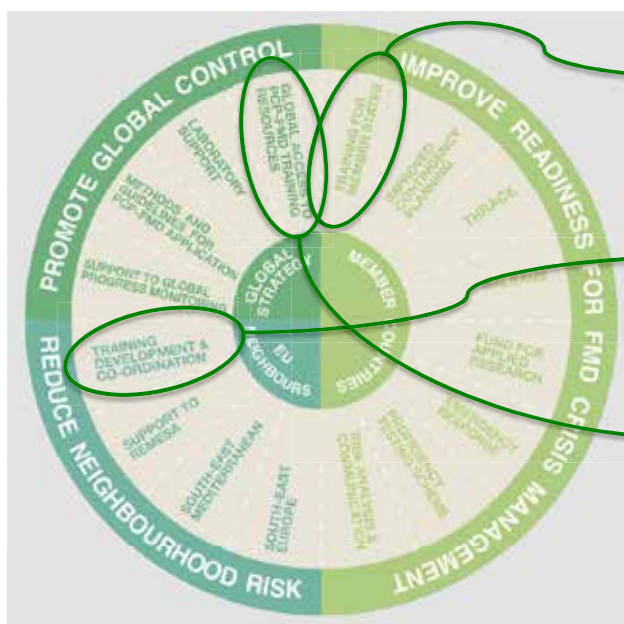 PROMOTE GLOBAL CONTROL
IMPROVE READINESS FOR FMD CRISIS MANAGEMENT
REDUCE NEIGHBOURHOOD RISK
GLOBAL
STRATEGY
MEMBER COUNTRIES
EU
NEIGHBOURS
TRAINING FOR
MEMBER STATES
IMPROVED
CONTINGENCY
PLANNING
THRACE
FUND FOR
APPLIED
RESEARCH
EMERGENCY
RESPONSE
PROFICIENCY
TESTING SCHEME
RISK ANALYSIS &
COMMUNICATION
SOUTH-EAST
EUROPE
SOUTH-EAST
MEDITERRANEAN
SUPPORT TO
REMESA
TRAINING
DEVELOPMENT &
CO-ORDINATION
SUPPORT TO GLOBAL
PROGRESS MONITORING
METHODS AND
GUIDELINES FOR
PCP-FMD APPLICATION
LABORATORY
SUPPORT
GLOBAL ACCESS TO
PCP-FMD TRAINING
RESOURCES